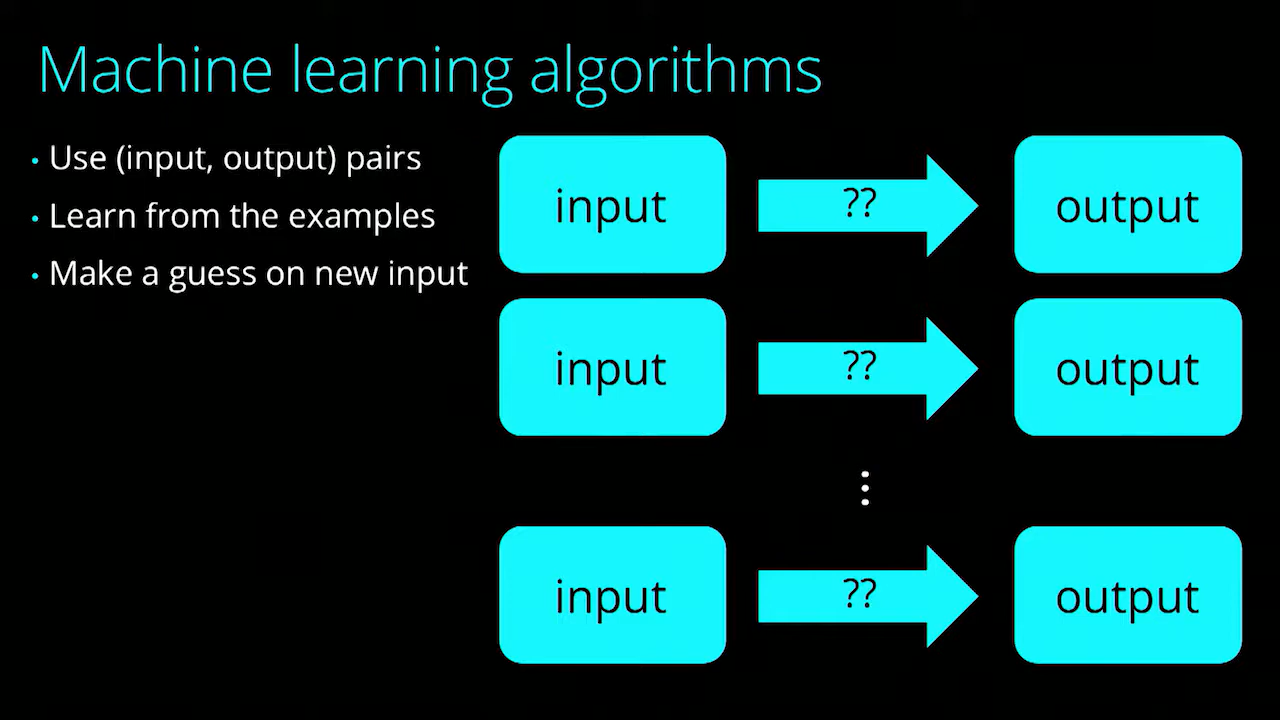 Machine learning algorithms
• Use (input, output) pairs
• Learn from the examples
• Make a guess on new input
input ?? output
input ?? output
⋮
input ?? output